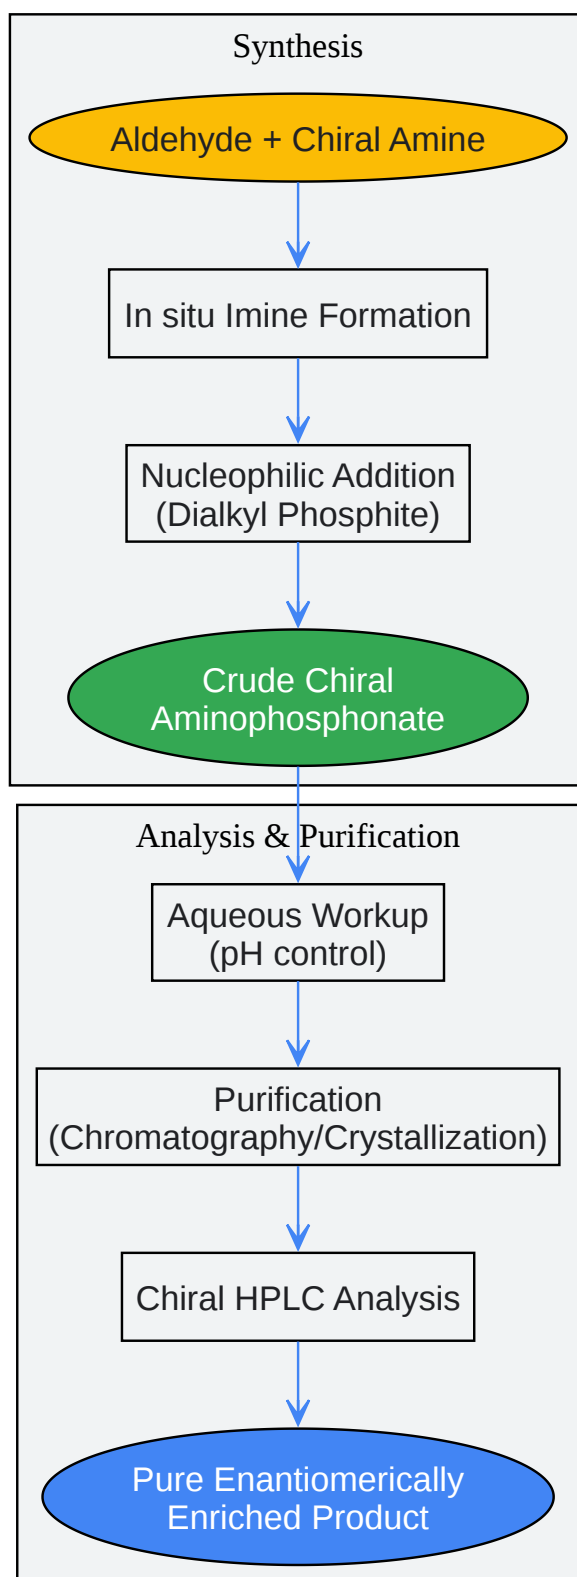 Synthesis
Aldehyde + Chiral Amine
In situ Imine Formation
Nucleophilic Addition
(Dialkyl Phosphite)
Crude Chiral
Aminophosphonate
Analysis & Purification
Aqueous Workup
(pH control)
Purification
(Chromatography/Crystallization)
Chiral HPLC Analysis
Pure Enantiomerically
Enriched Product